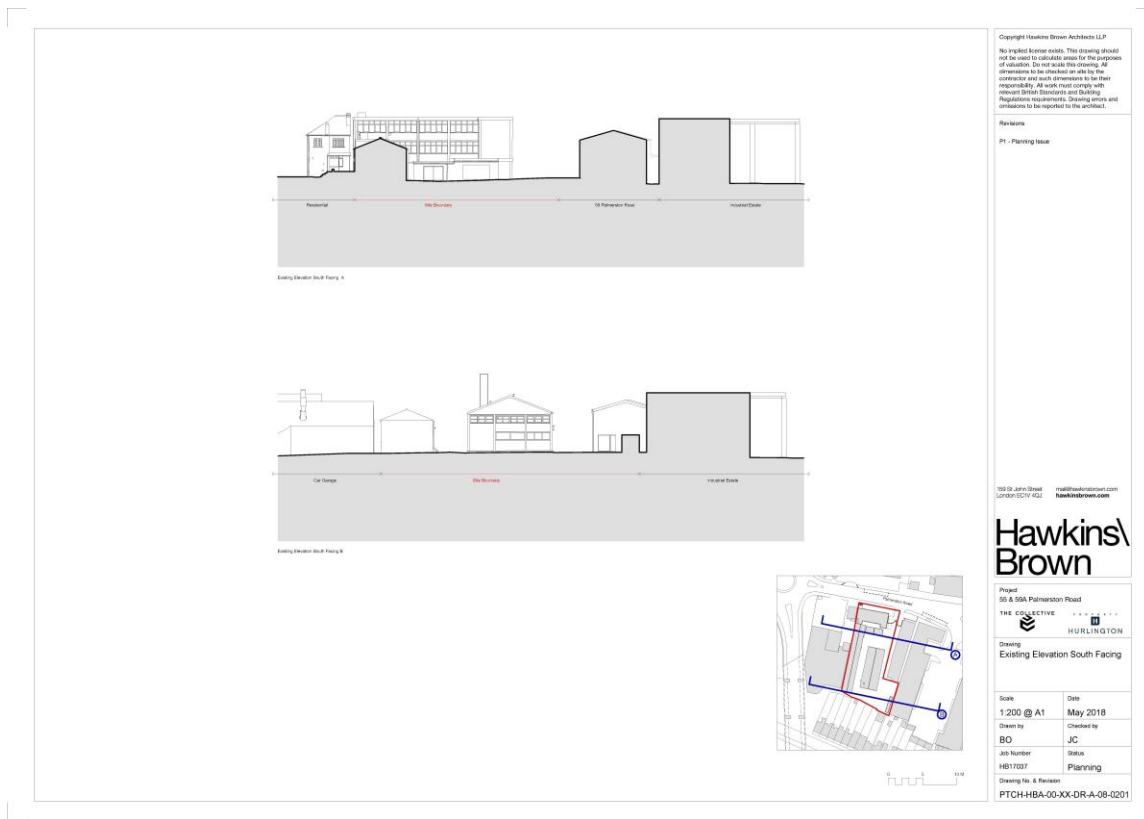 Copyright Hawkins Brown Architects LLP
No implied license exists. This drawing should
not be used to calculate areas for the purposes
of valuation. Do not scale this drawing. All
dimensions to be checked on site by the
contractor and such dimensions to be their
responsibility. All work must comply with
relevant British Standards and Building
Regulations requirements. Drawing errors and
omissions to be reported to the architect.
Revisions
P1 - Planning Issue
Residential
Site Boundary
Palmerston Road
Industrial Estate
Existing Elevation South Facing A
Car Garage
Site Boundary
Industrial Estate
Existing Elevation South Facing B
Palmerston Road
A
B
0 5 10 M
159 St John Street mail@hawkinsbrown.com
London EC1V 4QJ hawkinsbrown.com
Hawkins\
Brown
Project
& 59A Palmerston Road
THE COLLECTIVE
H
HURLINGTON
Drawing
Existing Elevation South Facing
Scale Date
1:200 @ A1 May 2018
Drawn by Checked by
BO JC
Job Number Status
HB17037 Planning
Drawing No. & Revision
PTCH-HBA-00-XX-DR-A-08-0201